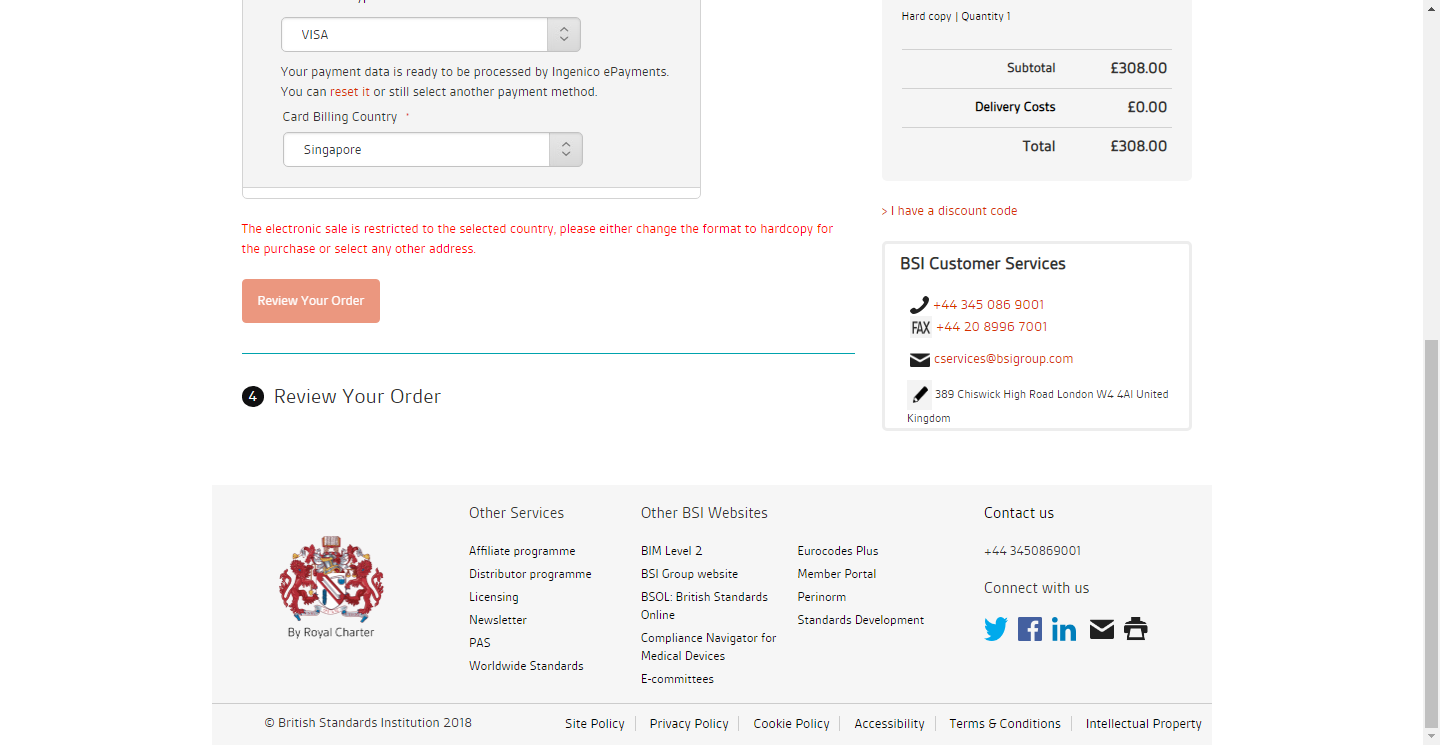 VISA
Your payment data is ready to be processed by Ingenico ePayments.
You can reset it or still select another payment method.
Card Billing Country *
Singapore
The electronic sale is restricted to the selected country, please either change the format to hardcopy for
the purchase or select any other address.
Review Your Order
4 Review Your Order
Hard copy | Quantity 1
Subtotal £308.00
Delivery Costs £0.00
Total £308.00
> I have a discount code
BSI Customer Services
+44 345 086 9001
FAX +44 20 8996 7001
cservices@bsigroup.com
389 Chiswick High Road London W4 4Al United
Kingdom
By Royal Charter
Other Services
Affiliate programme
Distributor programme
Licensing
Newsletter
PAS
Worldwide Standards
Other BSI Websites
BIM Level 2
BSI Group website
BSOL: British Standards
Online
Compliance Navigator for
Medical Devices
E-committees
Eurocodes Plus
Member Portal
Perinorm
Standards Development
Contact us
+44 3450869001
Connect with us
© British Standards Institution 2018
Site Policy
Privacy Policy
Cookie Policy
Accessibility
Terms & Conditions
Intellectual Property